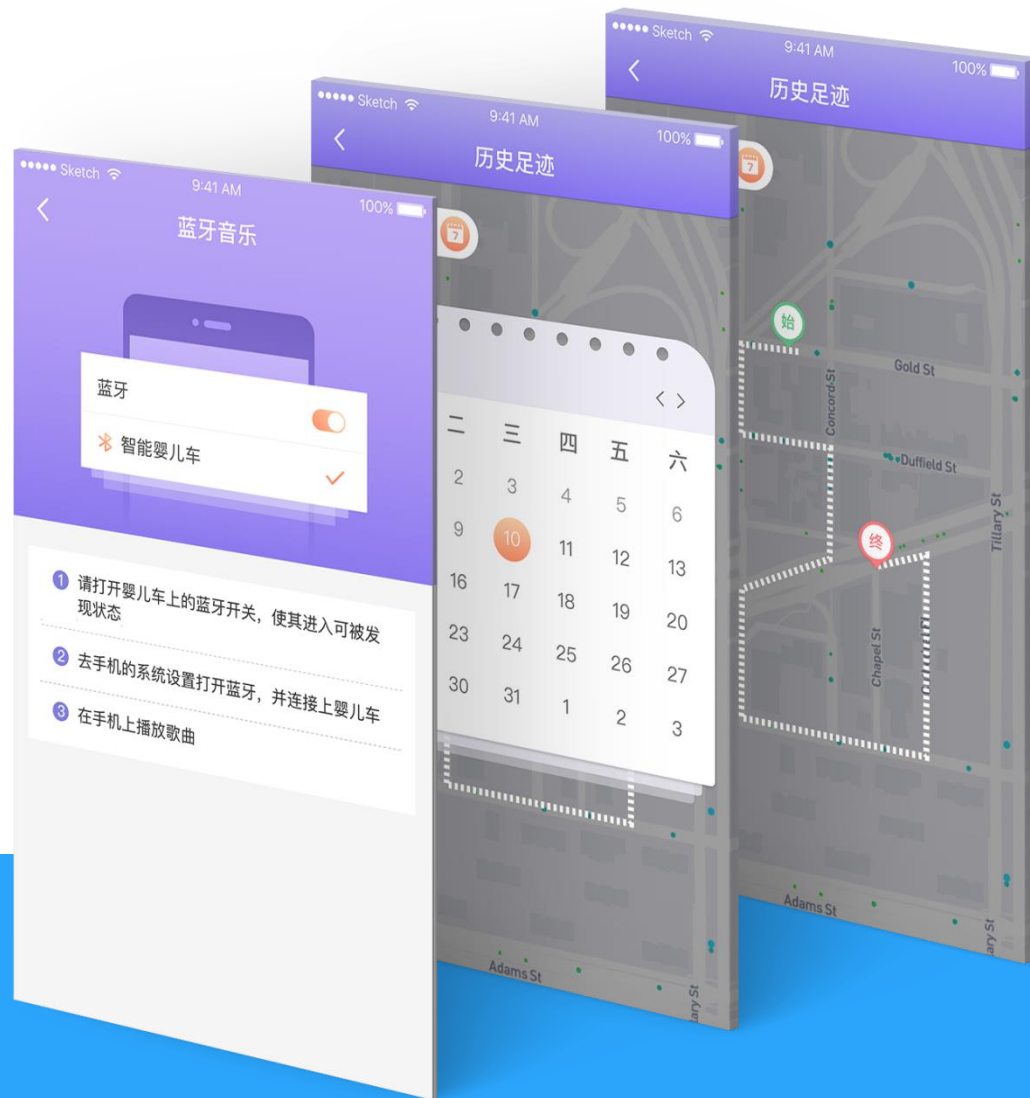 Sketch
9:41 AM
100%
蓝牙音乐
蓝牙
智能婴儿车
1 请打开婴儿车上的蓝牙开关，使其进入可被发
现状态
2 去手机的系统设置打开蓝牙，并连接上婴儿车
3 在手机上播放歌曲
Sketch
9:41 AM
100%
历史足迹
7
< >
二 三 四 五 六
2 3 4 5 6
9 10 11 12 13
16 17 18 19 20
23 24 25 26 27
30 31 1 2 3
Adams St
lary St
Sketch
9:41 AM
100%
历史足迹
7
始
Gold St
Concord St
Duffield St
终
Tillary St
Chapel St
Adams St
ary St